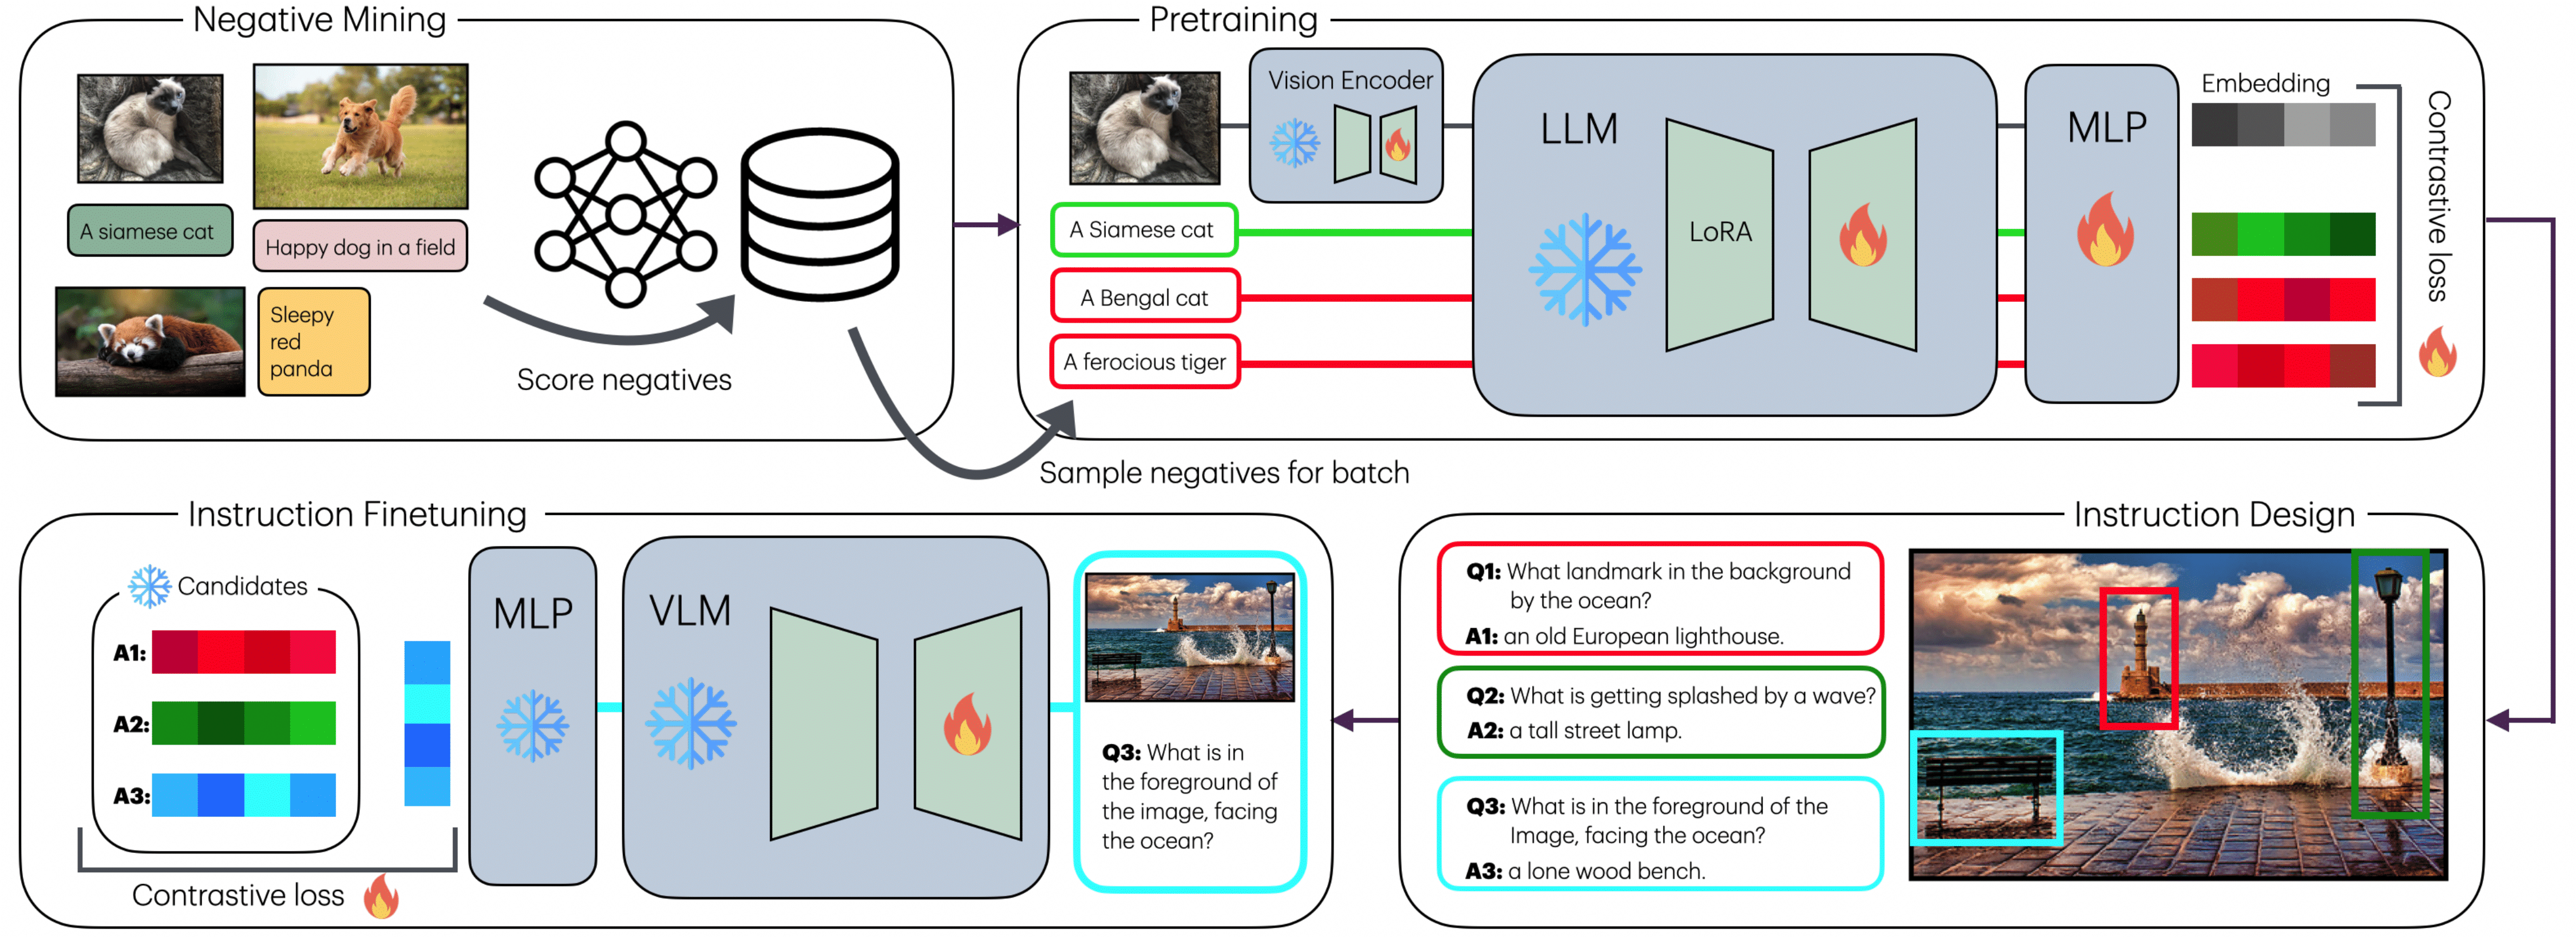 Negative Mining
A siamese cat
Happy dog in a field
Sleepy
red
panda
Score negatives
Sample negatives for batch
Pretraining
Vision Encoder
A Siamese cat
A Bengal cat
A ferocious tiger
LLM
LoRA
MLP
Embedding
Contrastive loss
Instruction Design
Q1: What landmark in the background
by the ocean?
A1: an old European lighthouse.
Q2: What is getting splashed by a wave?
A2: a tall street lamp.
Q3: What is in the foreground of the
Image, facing the ocean?
A3: a lone wood bench.
Instruction Finetuning
Candidates
A1:
A2:
A3:
Contrastive loss
MLP
VLM
Q3: What is in
the foreground of
the image, facing
the ocean?